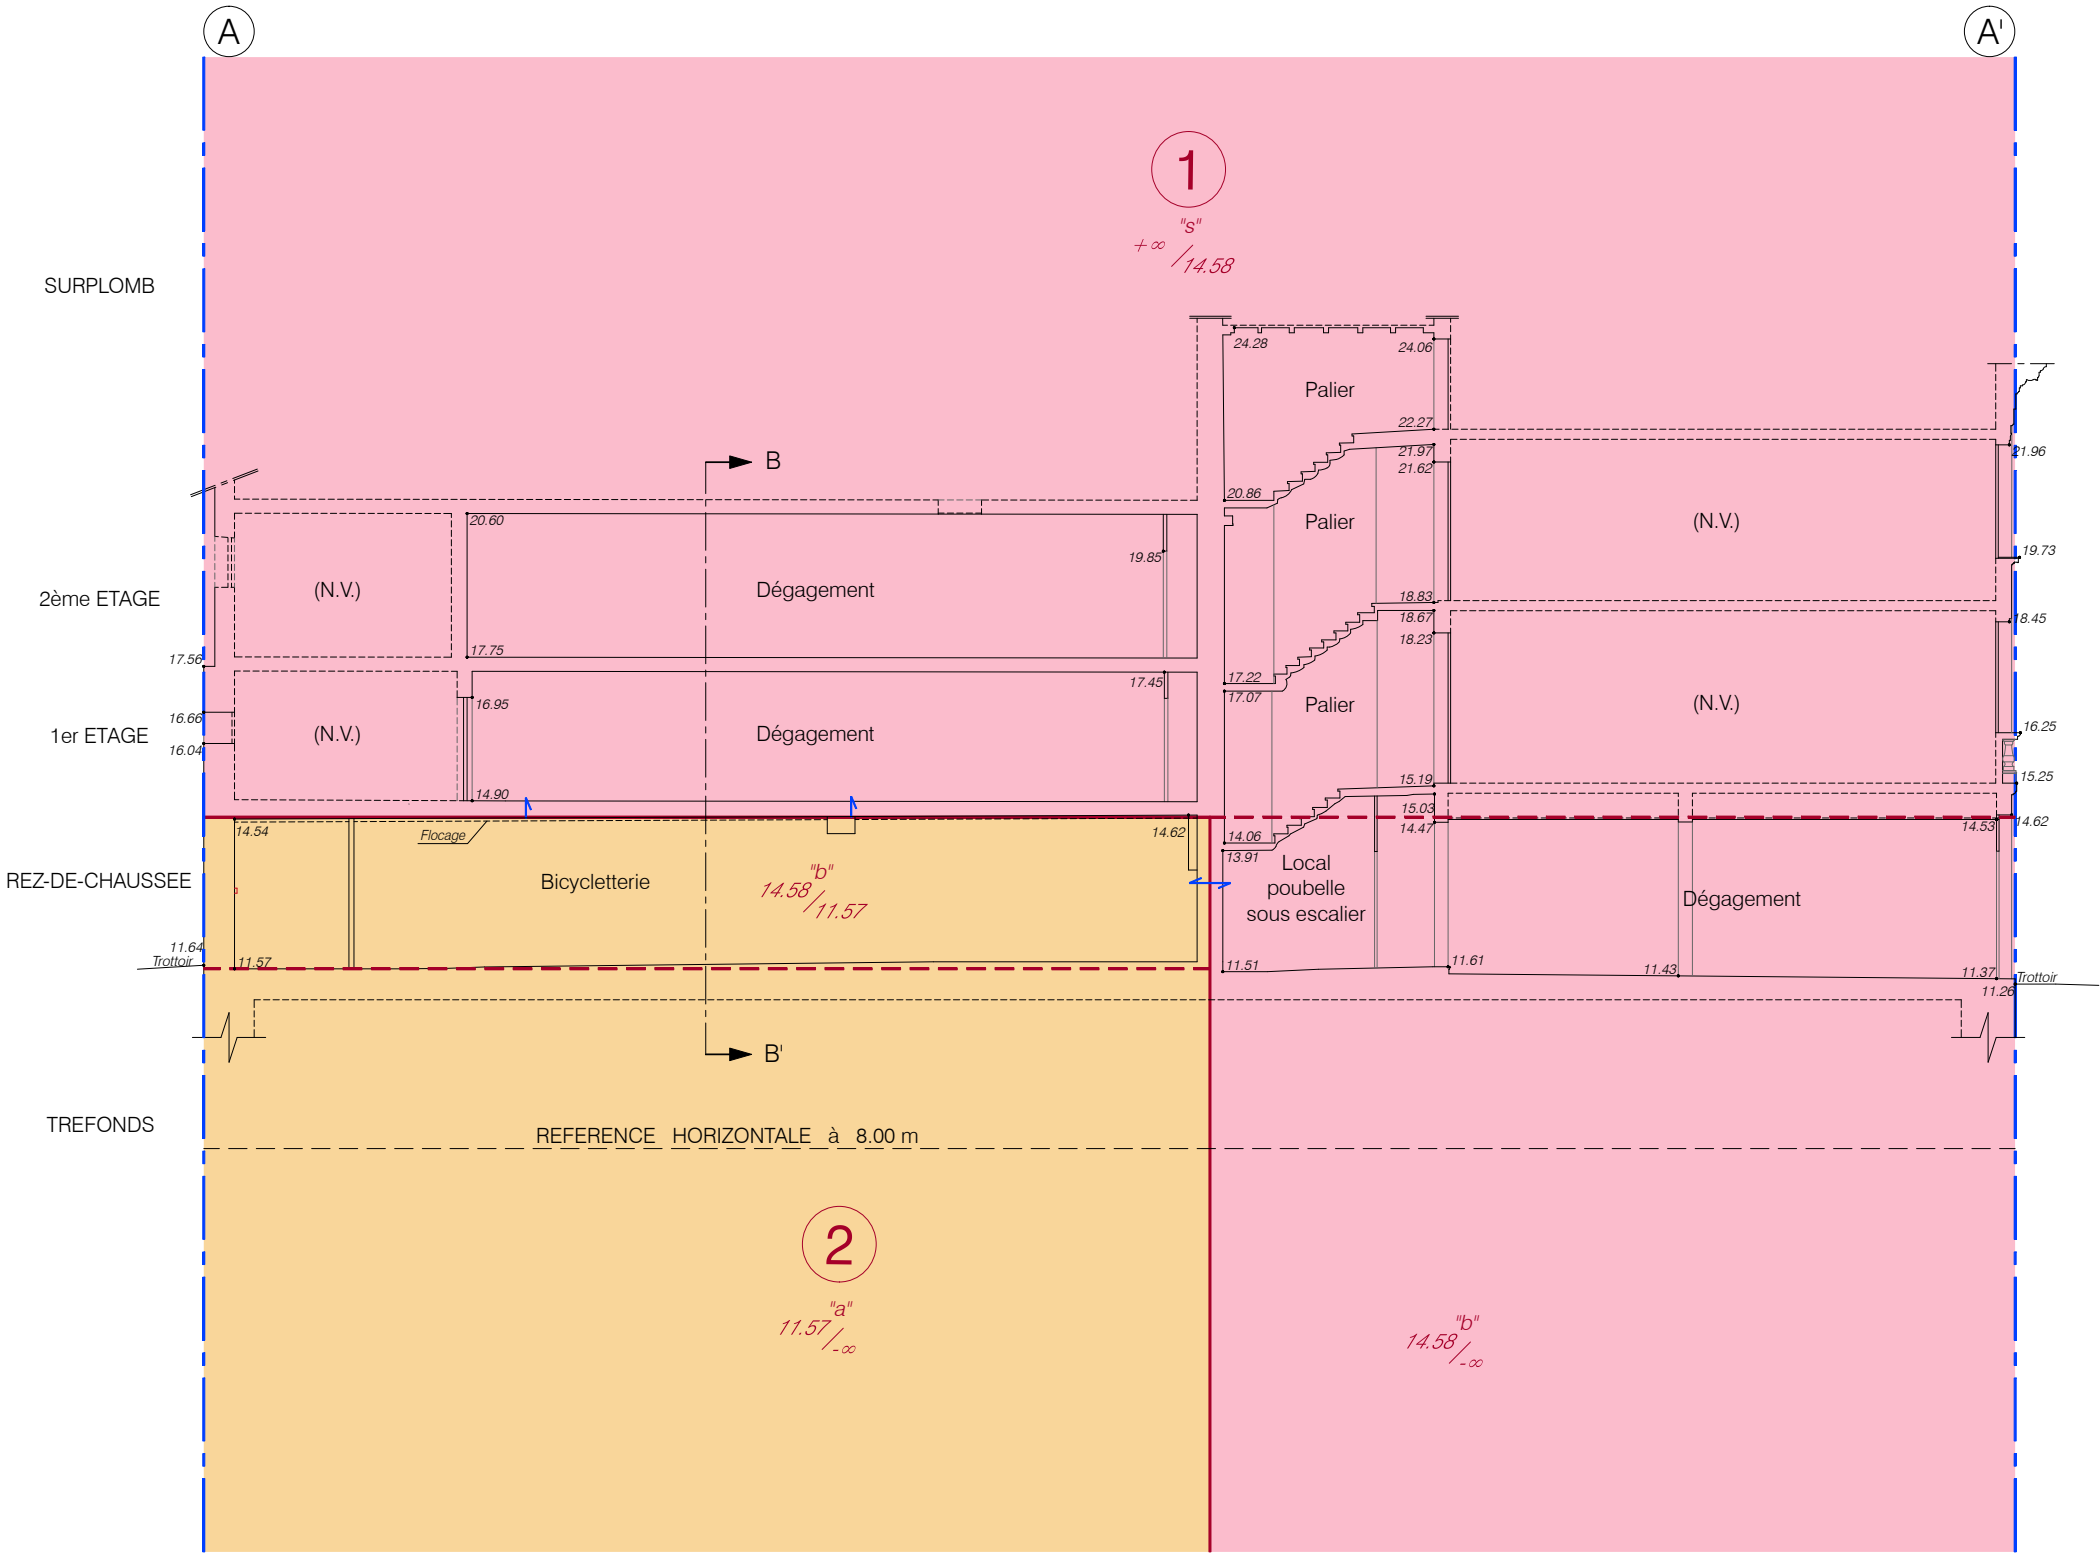 A
A'
1
"s"
+∞/14.58
SURPLOMB
24.28
24.06
Palier
22.27
21.97
21.96
B
21.62
20.86
20.60
Palier
(N.V.)
19.85
19.73
2ème ETAGE
(N.V.)
Dégagement
18.83
18.67
18.45
18.23
17.75
17.56
17.45
17.22
17.07
16.95
Palier
(N.V.)
16.66
16.25
1er ETAGE
(N.V.)
Dégagement
16.04
15.19
15.25
14.90
15.03
14.54
Flocage
14.62
14.06
14.47
14.53
14.62
13.91
Local
poubelle
sous escalier
REZ-DE-CHAUSSEE
Bicycletterie
"b"
14.58/11.57
Dégagement
11.64
Trottoir
11.57
11.51
11.61
11.43
11.37
Trottoir
11.26
B'
TREFONDS
REFERENCE HORIZONTALE à 8.00 m
2
"a"
11.57/-∞
"b"
14.58/-∞